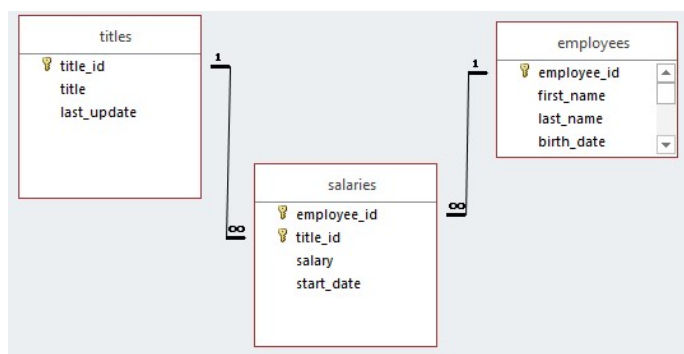 titles
title_id
title
last_update
1
∞
employees
employee_id
first_name
last_name
birth_date
1
∞
salaries
employee_id
title_id
salary
start_date